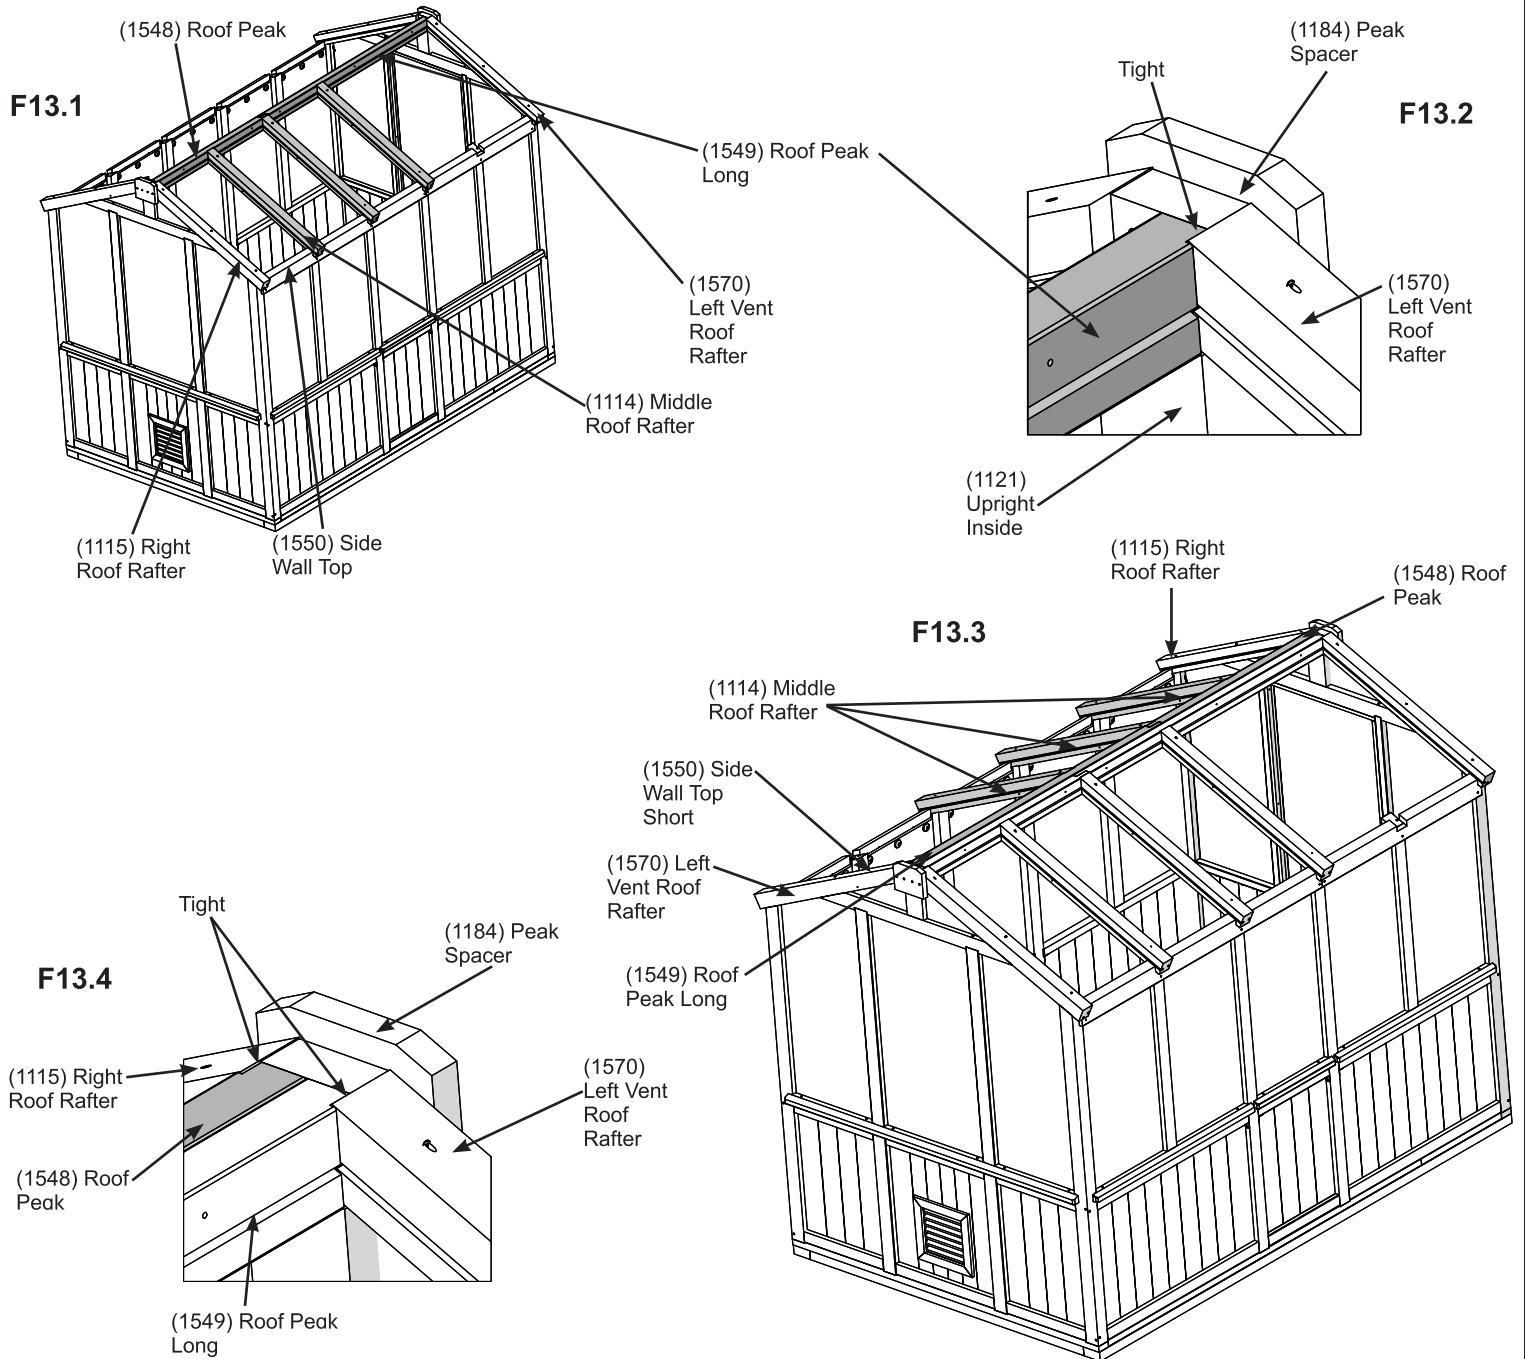 (1548) Roof Peak
F13.1
(1549) Roof Peak
Long
(1570)
Left Vent
Roof
Rafter
(1114) Middle
Roof Rafter
(1115) Right
Roof Rafter
(1550) Side
Wall Top
(1184) Peak
Spacer
Tight
F13.2
(1570)
Left Vent
Roof
Rafter
(1121)
Upright
Inside
(1115) Right
Roof Rafter
(1548) Roof
Peak
F13.3
(1114) Middle
Roof Rafter
(1550) Side
Wall Top
Short
(1570) Left
Vent Roof
Rafter
(1549) Roof
Peak Long
Tight
(1184) Peak
Spacer
F13.4
(1115) Right
Roof Rafter
(1570)
Left Vent
Roof
Rafter
(1548) Roof
Peak
(1549) Roof Peak
Long